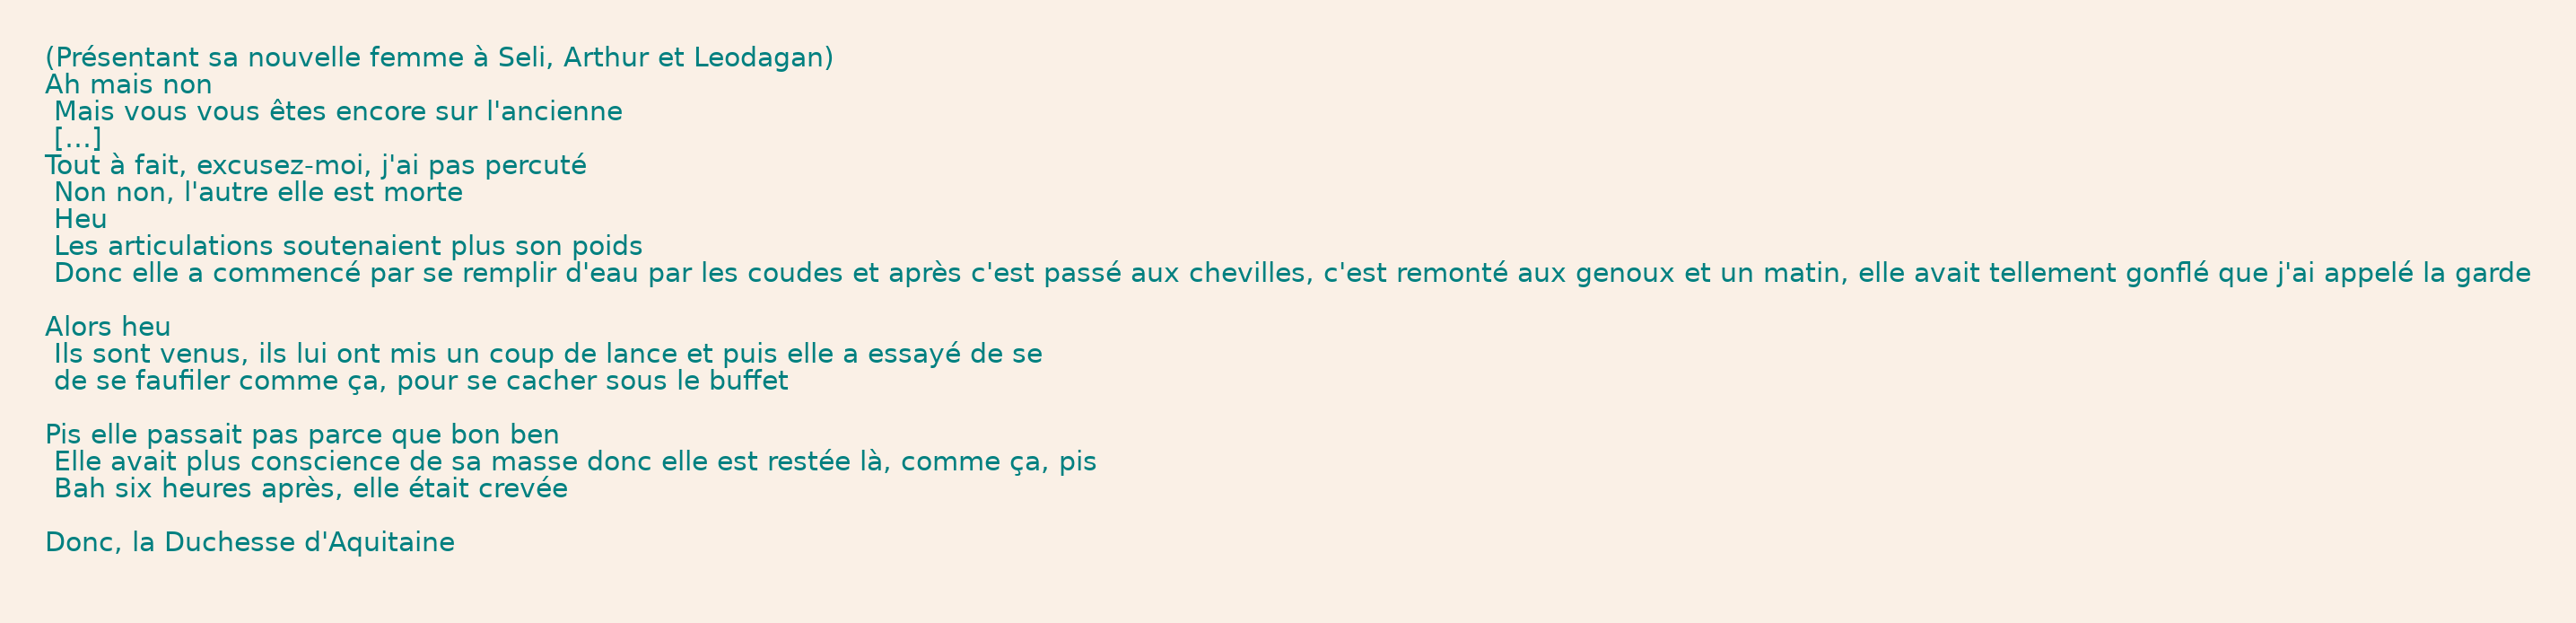 (Présentant sa nouvelle femme à Seli, Arthur et Leodagan)
Ah mais non
Mais vous vous êtes encore sur l'ancienne
[…]
Tout à fait, excusez-moi, j'ai pas percuté
Non non, l'autre elle est morte
Heu
Les articulations soutenaient plus son poids
Donc elle a commencé par se remplir d'eau par les coudes et après c'est passé aux chevilles, c'est remonté aux genoux et un matin, elle avait tellement gonflé que j'ai appelé la garde
Alors heu
Ils sont venus, ils lui ont mis un coup de lance et puis elle a essayé de se
de se faufiler comme ça, pour se cacher sous le buffet
Pis elle passait pas parce que bon ben
Elle avait plus conscience de sa masse donc elle est restée là, comme ça, pis
Bah six heures après, elle était crevée
Donc, la Duchesse d'Aquitaine